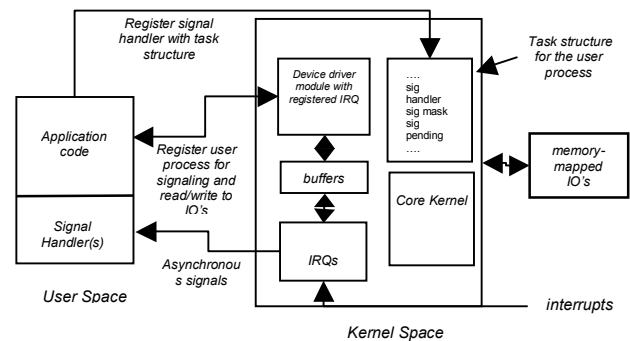 Register signal
handler with task
structure
Task structure
for the user
process
Device driver
module with
registered IRQ
....
sig
handler
sig mask
sig
pending
....
Application
code
Register user
process for
signaling and
read/write to
IO's
buffers
memory-
mapped
IO's
Core Kernel
Signal
Handler(s)
IRQs
Asynchronou
s signals
User Space
interrupts
Kernel Space